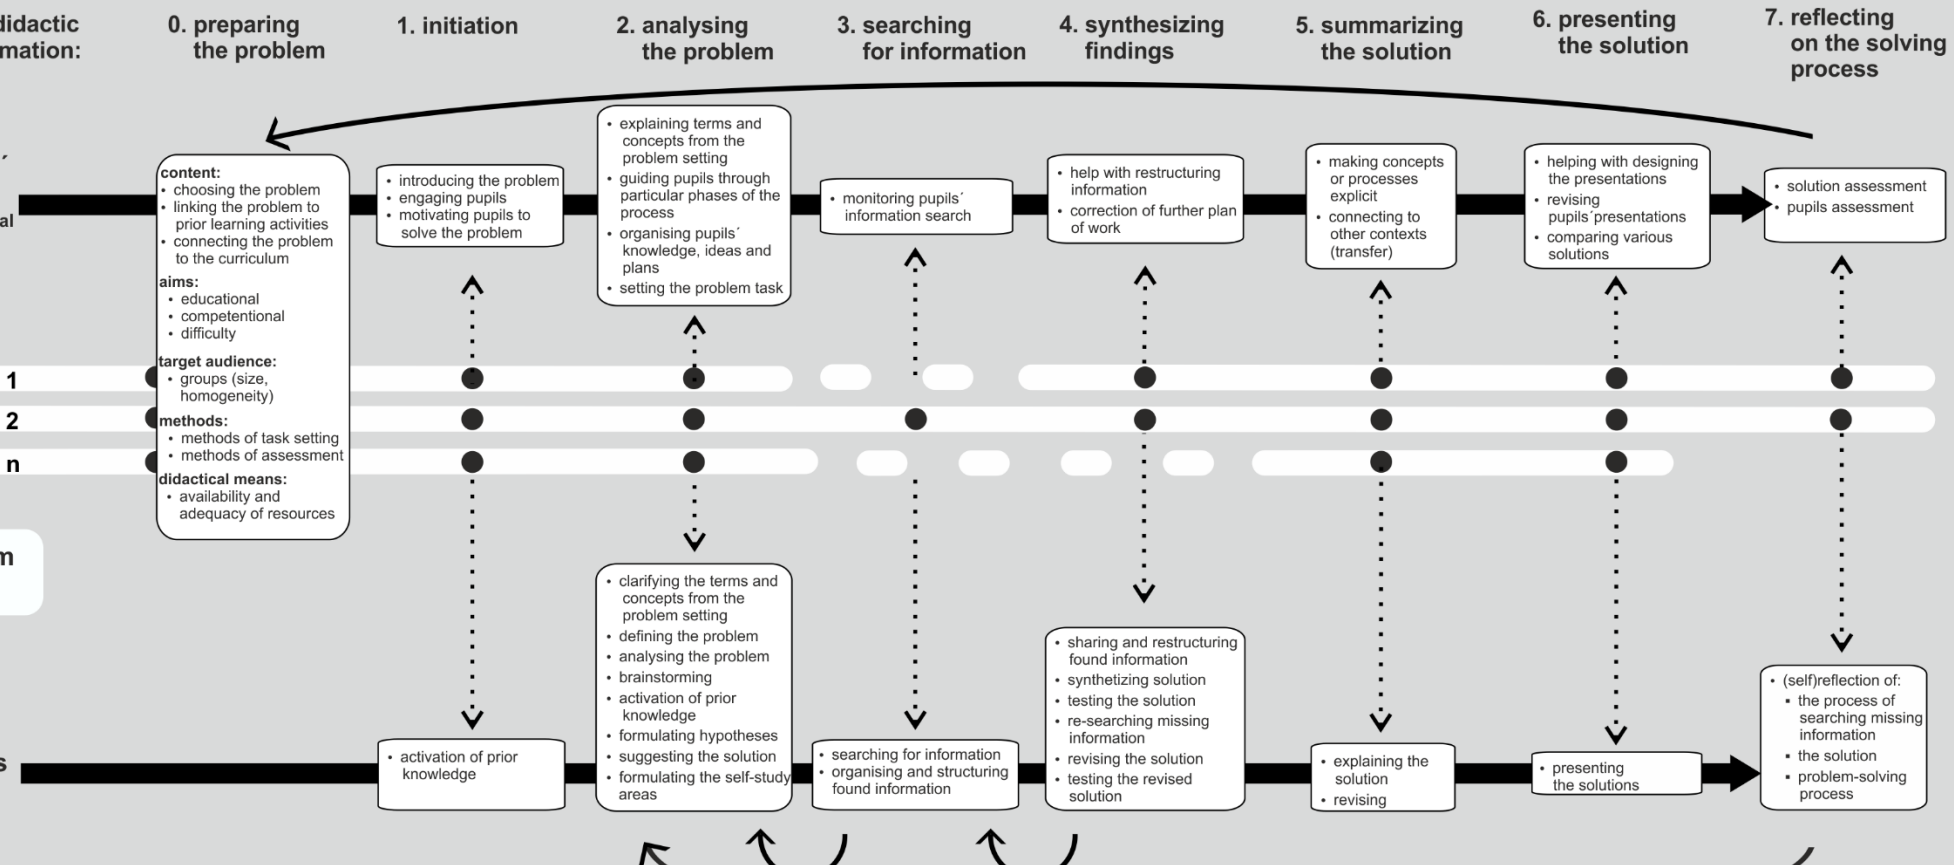 didactic
mation:
0. preparing
the problem
1. initiation
2. analysing
the problem
3. searching
for information
4. synthesizing
findings
5. summarizing
the solution
6. presenting
the solution
7. reflecting
on the solving
process
al
content:
• choosing the problem
• linking the problem to
prior learning activities
• connecting the problem
to the curriculum
aims:
• educational
• competentional
• difficulty
target audience:
• groups (size,
homogeneity)
methods:
• methods of task setting
• methods of assessment
didactical means:
• availability and
adequacy of resources
• introducing the problem
• engaging pupils
• motivating pupils to
solve the problem
• explaining terms and
concepts from the
problem setting
• guiding pupils through
particular phases of the
process
• organising pupils´
knowledge, ideas and
plans
• setting the problem task
• monitoring pupils´
information search
• help with restructuring
information
• correction of further plan
of work
• making concepts
or processes
explicit
• connecting to
other contexts
(transfer)
• helping with designing
the presentations
• revising
pupils´presentations
• comparing various
solutions
• solution assessment
• pupils assessment
1
2
n
m
s
• activation of prior
knowledge
• clarifying the terms and
concepts from the
problem setting
• defining the problem
• analysing the problem
• brainstorming
• activation of prior
knowledge
• formulating hypotheses
• suggesting the solution
• formulating the self-study
areas
• searching for information
• organising and structuring
found information
• sharing and restructuring
found information
• synthetizing solution
• testing the solution
• re-searching missing
information
• revising the solution
• testing the revised
solution
• explaining the
solution
• revising
• presenting
the solutions
• (self)reflection of:
▪ the process of
searching missing
information
▪ the solution
▪ problem-solving
process